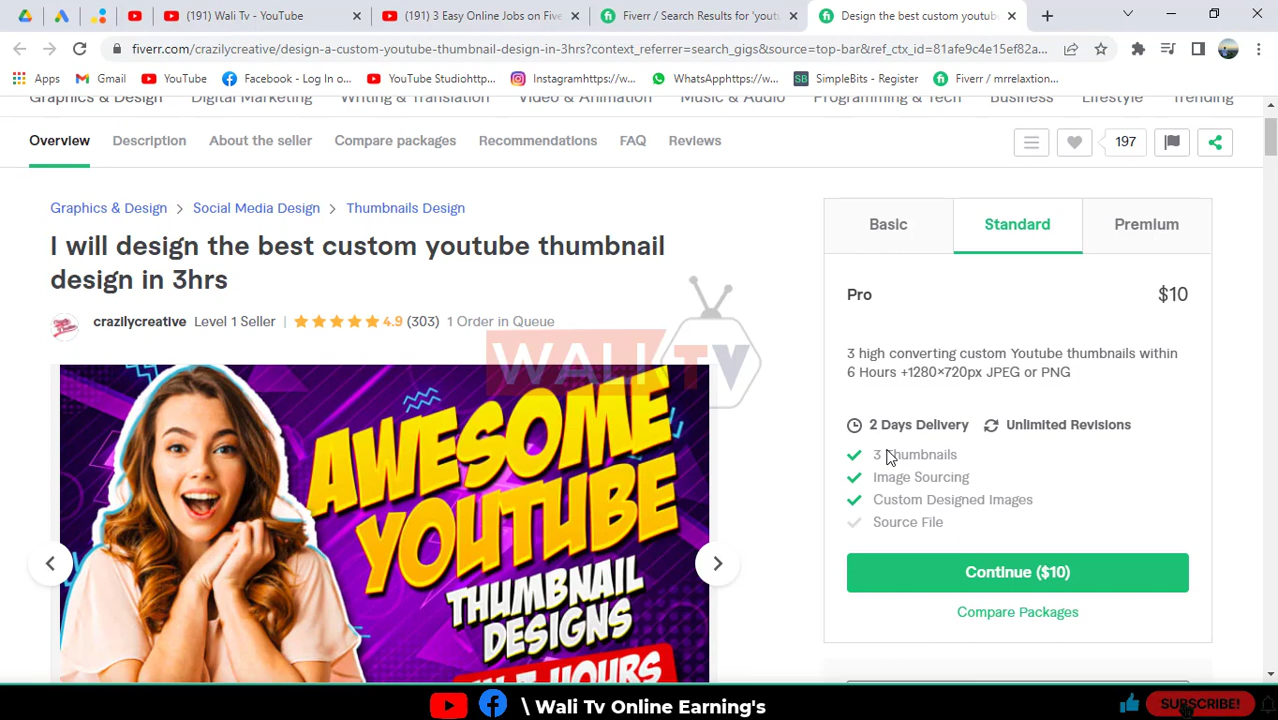 (191) Wali Tv - YouTube
(191) 3 Easy Online Jobs on Five
Fiverr / Search Results for 'youtu
Design the best custom youtube
fiverr.com/crazilycreative/design-a-custom-youtube-thumbnail-design-in-3hrs?context_referrer=search_gigs&source=top-bar&ref_ctx_id=81afe9c4e15ef82a...
Apps
Gmail
YouTube
Facebook - Log In o...
YouTube Studiohttp...
Instagramhttps://w...
WhatsApphttps://w...
SimpleBits - Register
Fiverr / mrrelaxtion...
Graphics & Design
Digital Marketing
Writing & Translation
Video & Animation
Music & Audio
Programming & Tech
Business
Lifestyle
Trending
Overview
Description
About the seller
Compare packages
Recommendations
FAQ
Reviews
197
Graphics & Design > Social Media Design > Thumbnails Design
I will design the best custom youtube thumbnail
design in 3hrs
crazilycreative Level 1 Seller | 4.9 (303) 1 Order in Queue
WALI TV
AWESOME
YOUTUBE
THUMBNAIL
DESIGNS
HOURS
Basic
Standard
Premium
Pro
$10
3 high converting custom Youtube thumbnails within
6 Hours +1280×720px JPEG or PNG
2 Days Delivery
Unlimited Revisions
3 Thumbnails
Image Sourcing
Custom Designed Images
Source File
Continue ($10)
Compare Packages
\ Wali Tv Online Earning's
SUBSCRIBE!